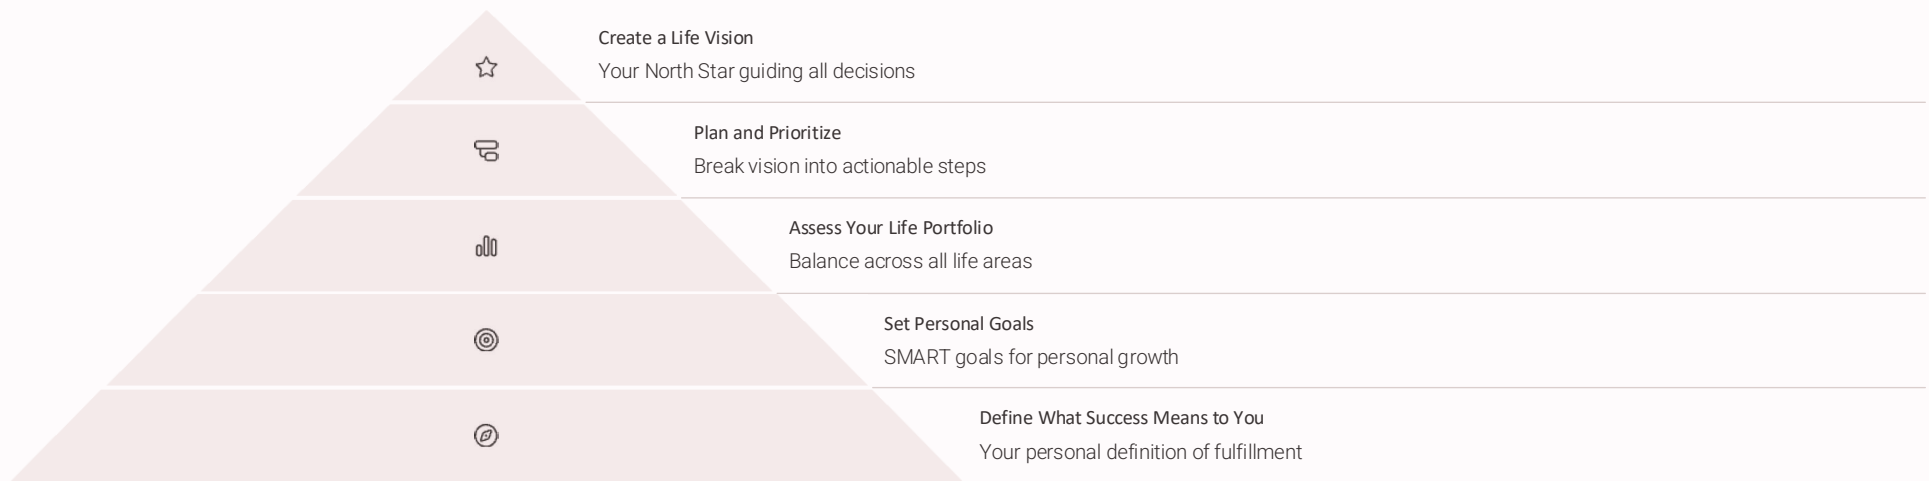 Create a Life Vision
Your North Star guiding all decisions
Plan and Prioritize
Break vision into actionable steps
Assess Your Life Portfolio
Balance across all life areas
Set Personal Goals
SMART goals for personal growth
Define What Success Means to You
Your personal definition of fulfillment